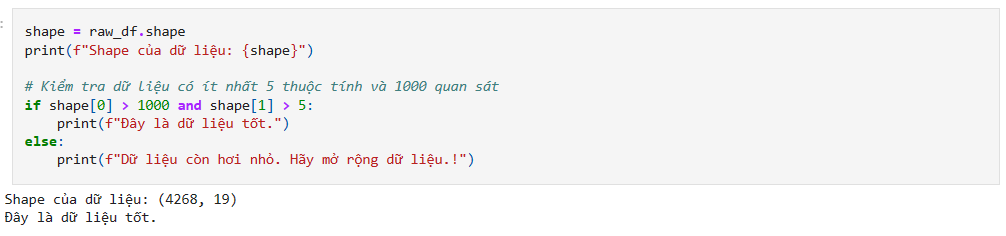 shape = raw_df.shape
print(f"Shape của dữ liệu: {shape}")
# Kiểm tra dữ liệu có ít nhất 5 thuộc tính và 1000 quan sát
if shape[0] > 1000 and shape[1] > 5:
    print(f"Đây là dữ liệu tốt.")
else:
    print(f"Dữ liệu còn hơi nhỏ. Hãy mở rộng dữ liệu.!")
Shape của dữ liệu: (4268, 19)
Đây là dữ liệu tốt.